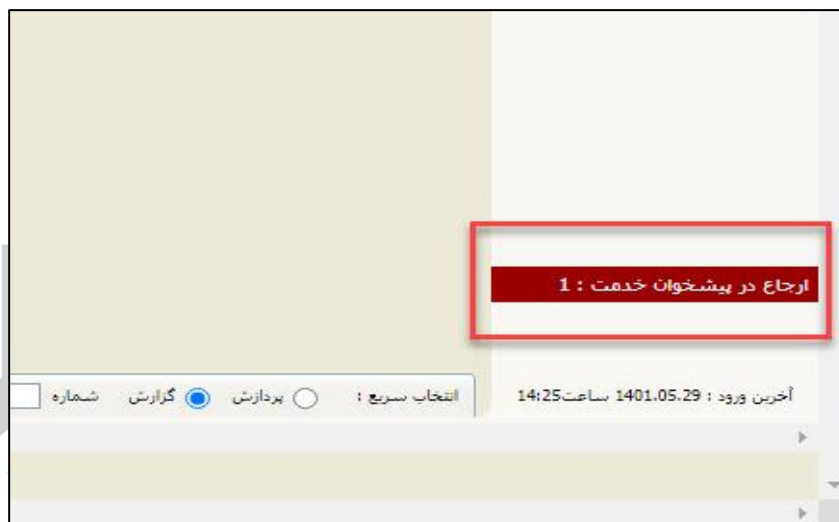 ارجاع در پیشخوان خدمت : 1
آخرین ورود : 1401.05.29 ساعت14:25
انتخاب سریع : پردازش گزارش شماره